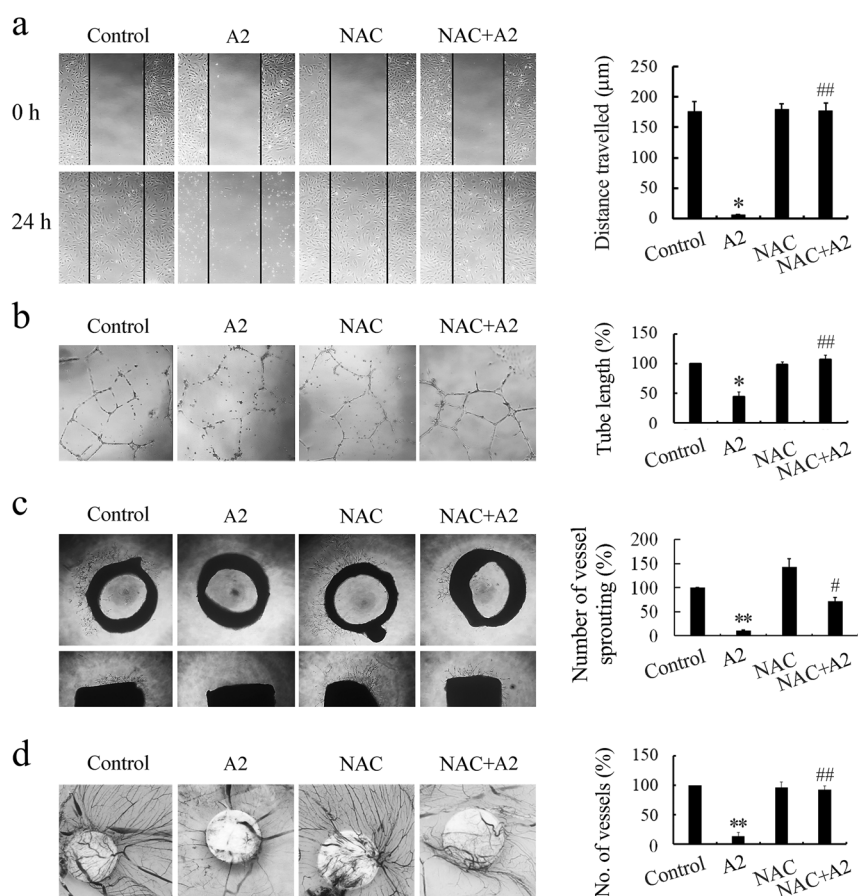 a
Control A2 NAC NAC+A2
0 h
24 h
Distance travelled (μm)
250
200
150
100
50
0
##
*
Control A2 NAC NAC+A2
b
Control A2 NAC NAC+A2
Tube length (%)
150
100
50
0
##
*
Control A2 NAC NAC+A2
c
Control A2 NAC NAC+A2
Number of vessel
sprouting (%)
200
150
100
50
0
#
**
Control A2 NAC NAC+A2
d
Control A2 NAC NAC+A2
No. of vessels (%)
150
100
50
0
##
**
Control A2 NAC NAC+A2